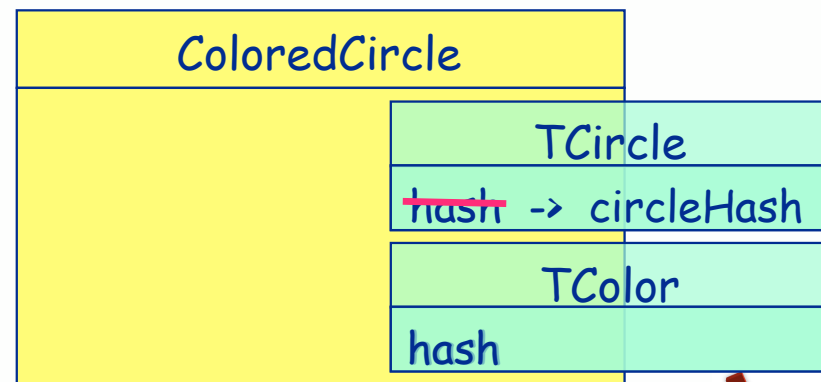 ColoredCircle
TCircle
hash -> circleHash
TColor
hash